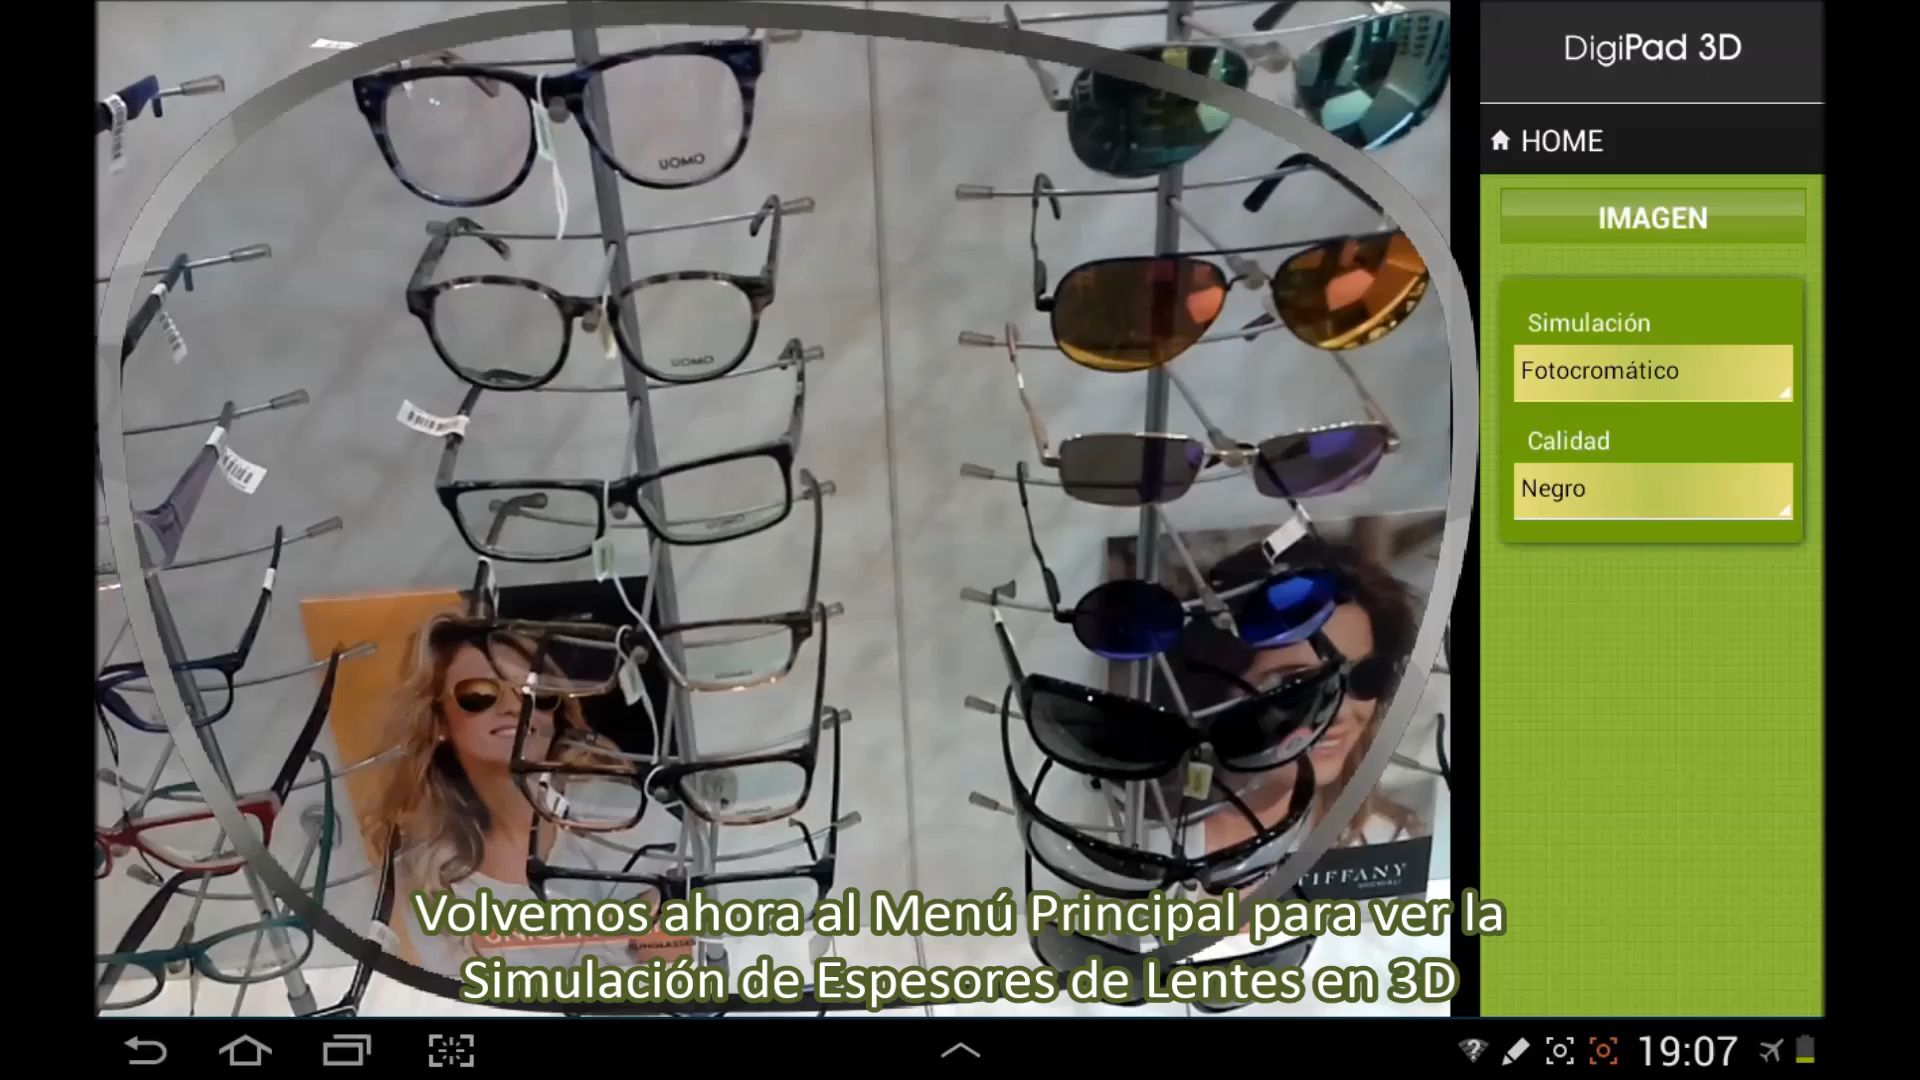 DigiPad 3D
HOME
IMAGEN
Simulación
Fotocromático
Calidad
Negro
UOMO
UOMO
TIFFANY
SUNGLASSES
Volvemos ahora al Menú Principal para ver la
Simulación de Espesores de Lentes en 3D
19:07